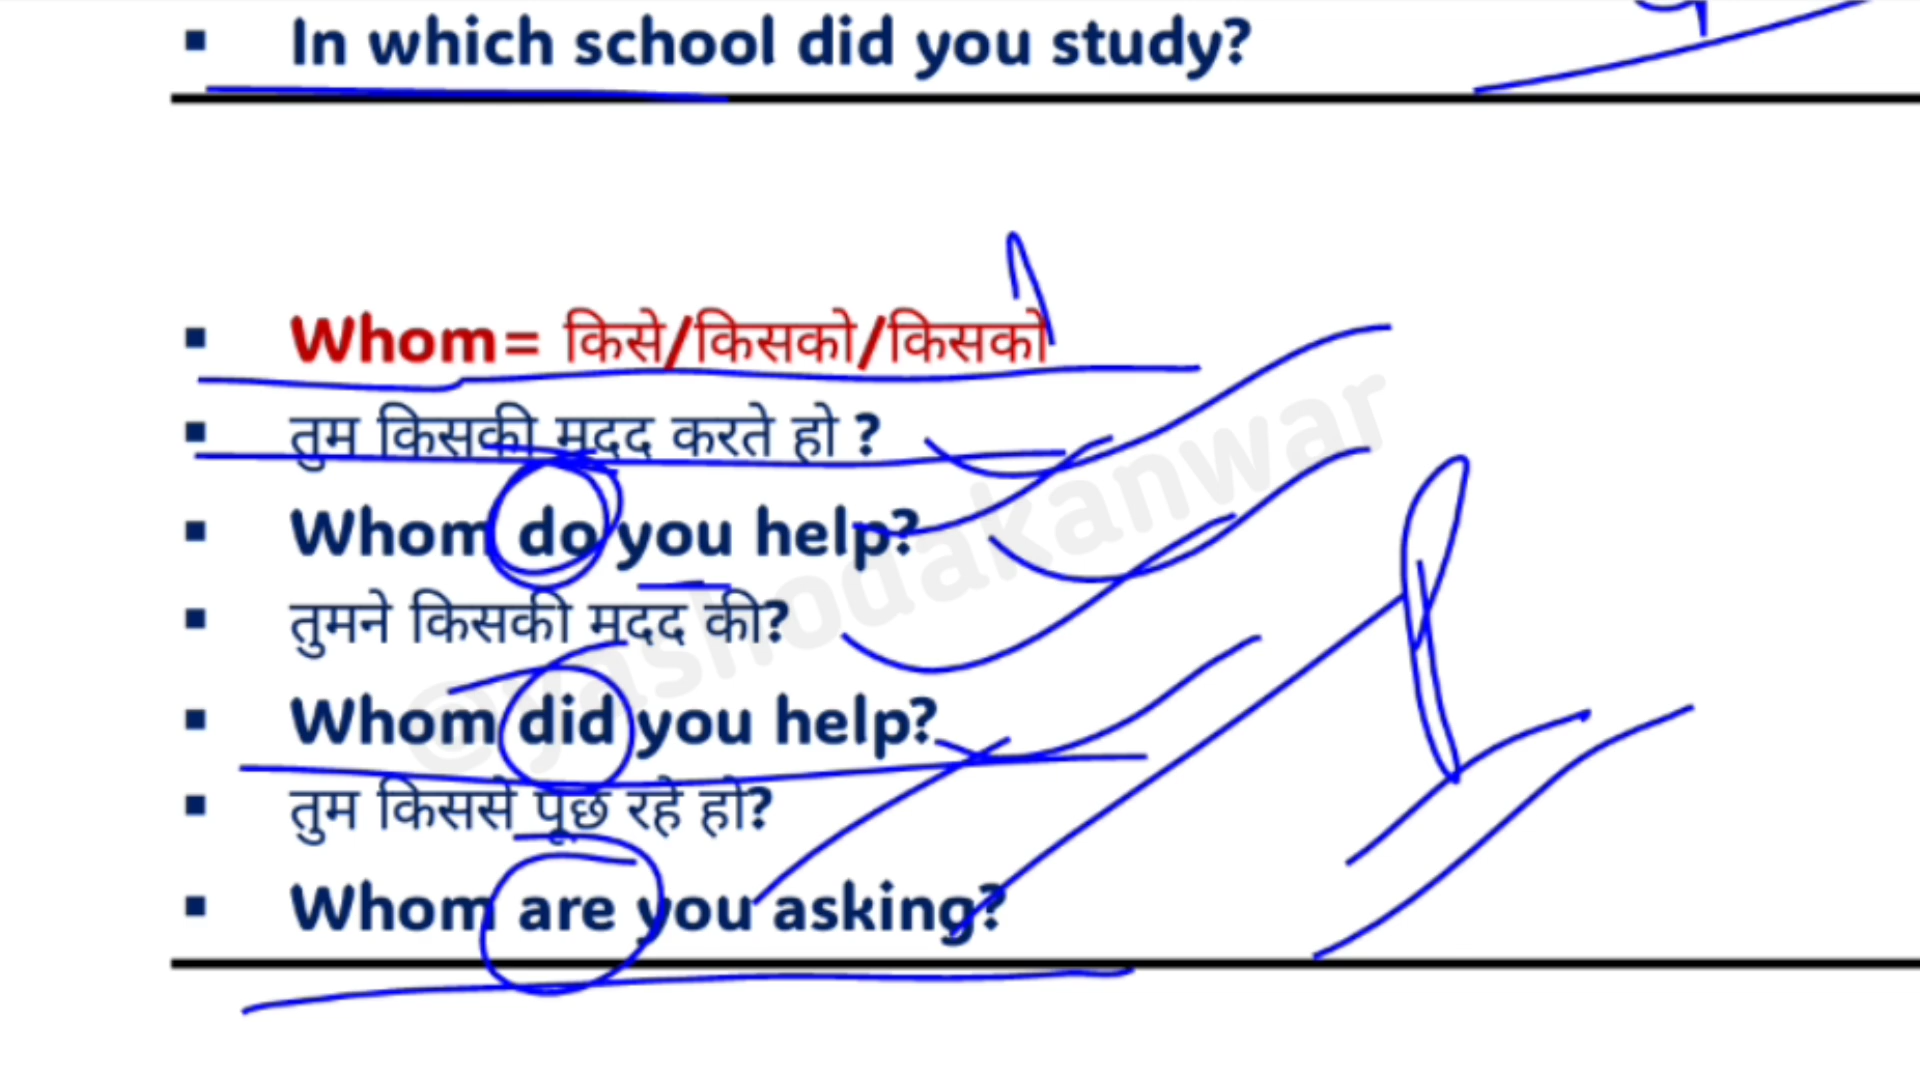 In which school did you study?
Whom= किसे/किसको/किसको
तुम किसकी मदद करते हो ?
Whom do you help?
तुमने किसकी मदद की?
Whom did you help?
तुम किससे पूछ रहे हो?
Whom are you asking?
©yashodakanwar